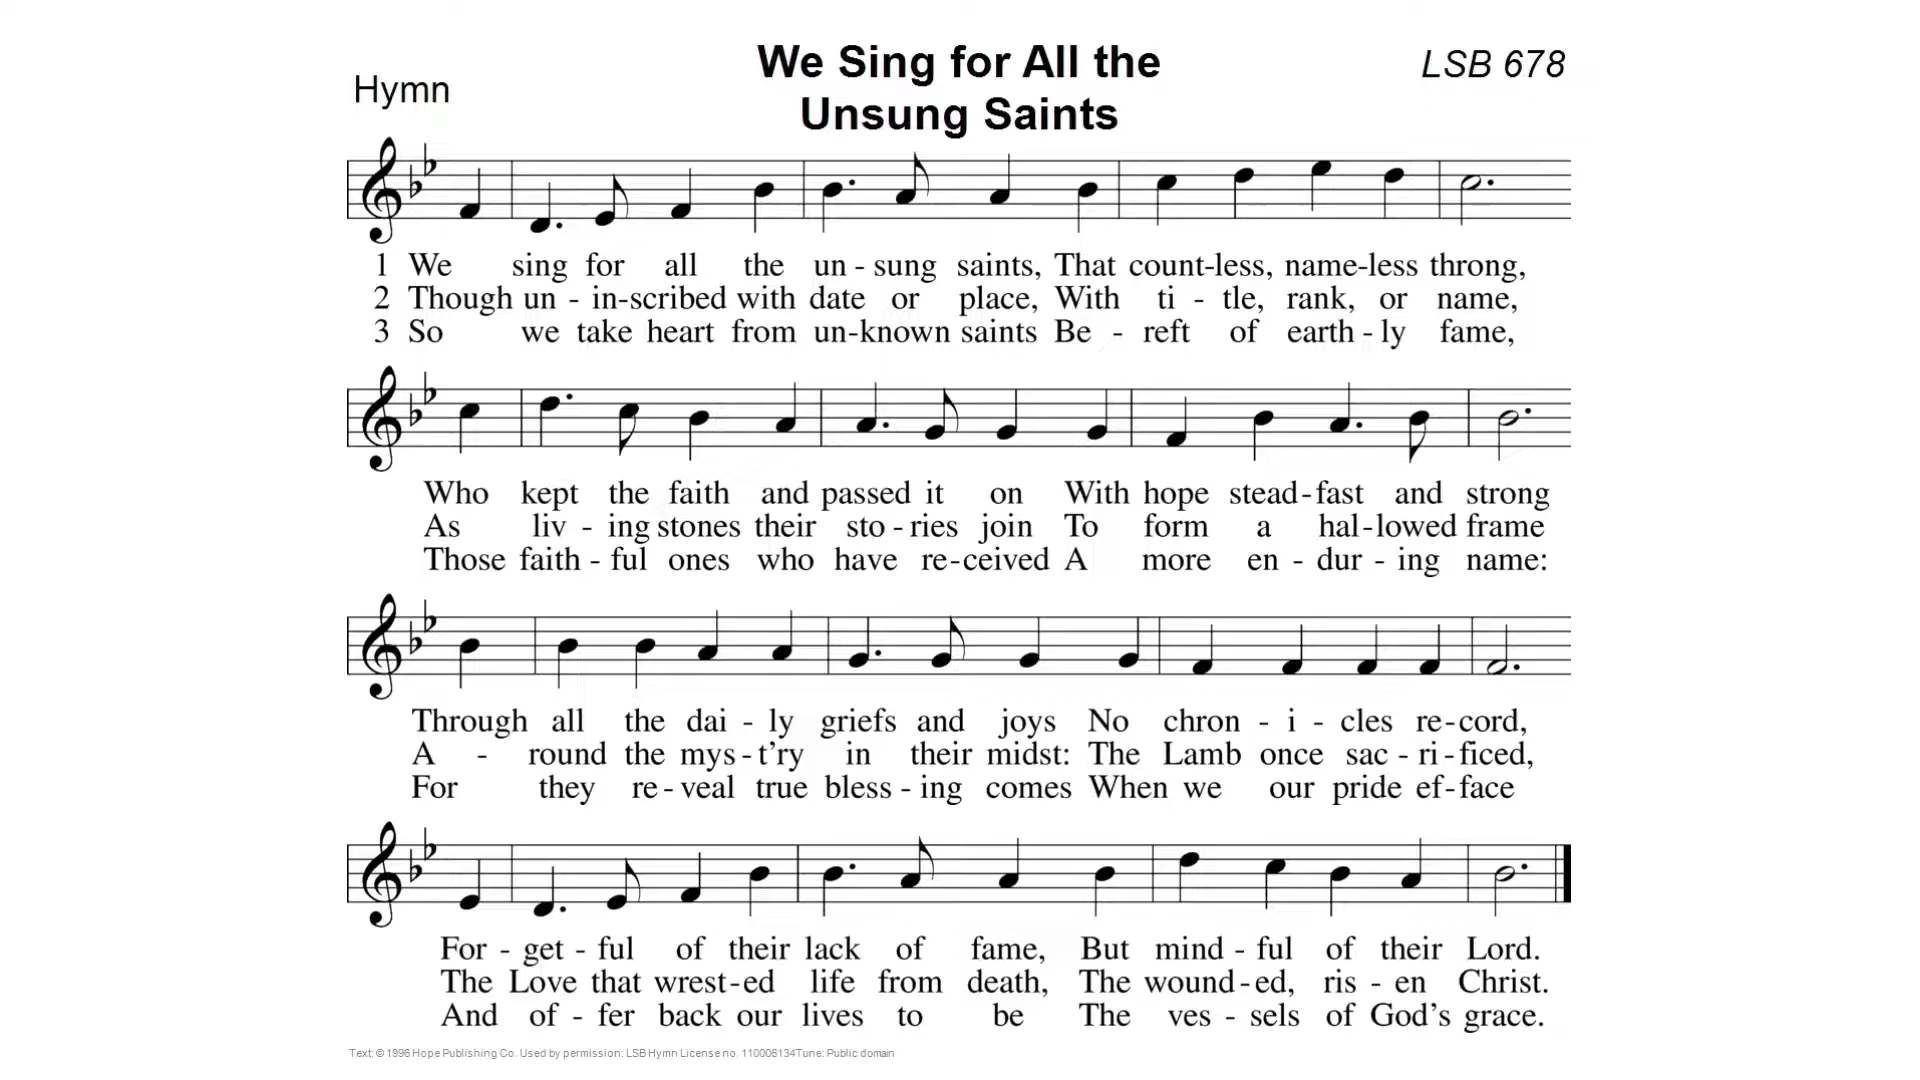 We Sing for All the
Unsung Saints
Hymn
LSB 678
1 We sing for all the un - sung saints, That count-less, name-less throng,
2 Though un - in-scribed with date or place, With ti - tle, rank, or name,
3 So we take heart from un-known saints Be - reft of earth - ly fame,
Who kept the faith and passed it on With hope stead-fast and strong
As liv - ing stones their sto - ries join To form a hal-lowed frame
Those faith - ful ones who have re-ceived A more en - dur - ing name:
Through all the dai - ly griefs and joys No chron - i - cles re-cord,
A - round the mys-t'ry in their midst: The Lamb once sac - ri-ficed,
For they re-veal true bless - ing comes When we our pride ef-face
For - get - ful of their lack of fame, But mind - ful of their Lord.
The Love that wrest-ed life from death, The wound-ed, ris - en Christ.
And of - fer back our lives to be The ves - sels of God's grace.
Text: © 1996 Hope Publishing Co. Used by permission: LSB Hymn License no. 110006134Tune: Public domain